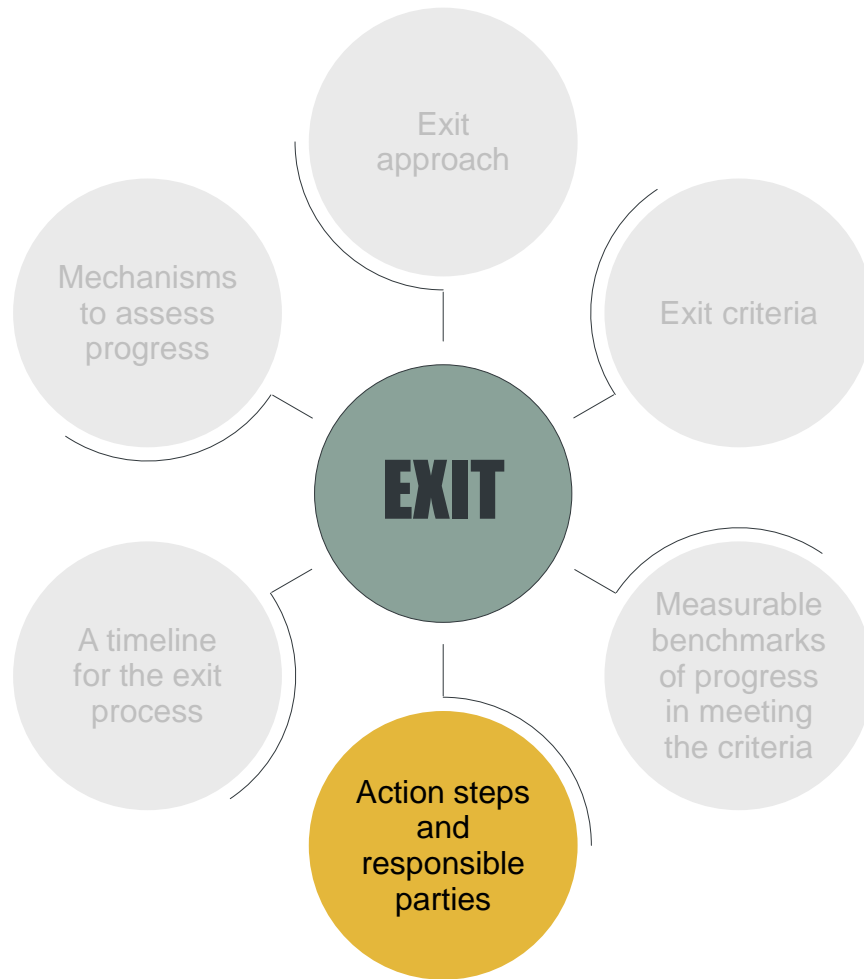 Exit
approach
Exit criteria
Measurable
benchmarks
of progress
in meeting
the criteria
Action steps
and
responsible
parties
A timeline
for the exit
process
Mechanisms
to assess
progress
EXIT